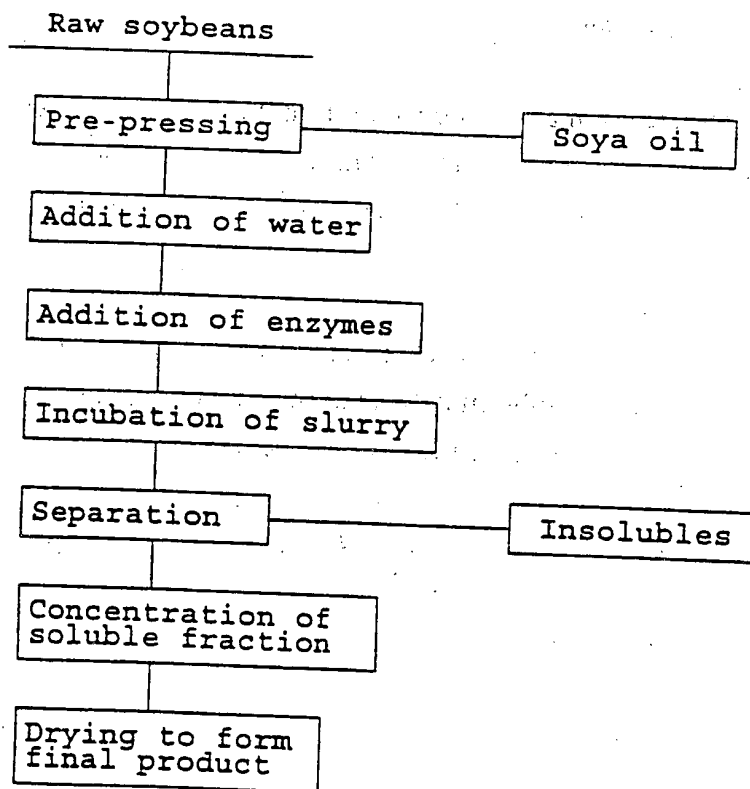 Raw soybeans
Pre-pressing
Soya oil
Addition of water
Addition of enzymes
Incubation of slurry
Separation
Insolubles
Concentration of
soluble fraction
Drying to form
final product